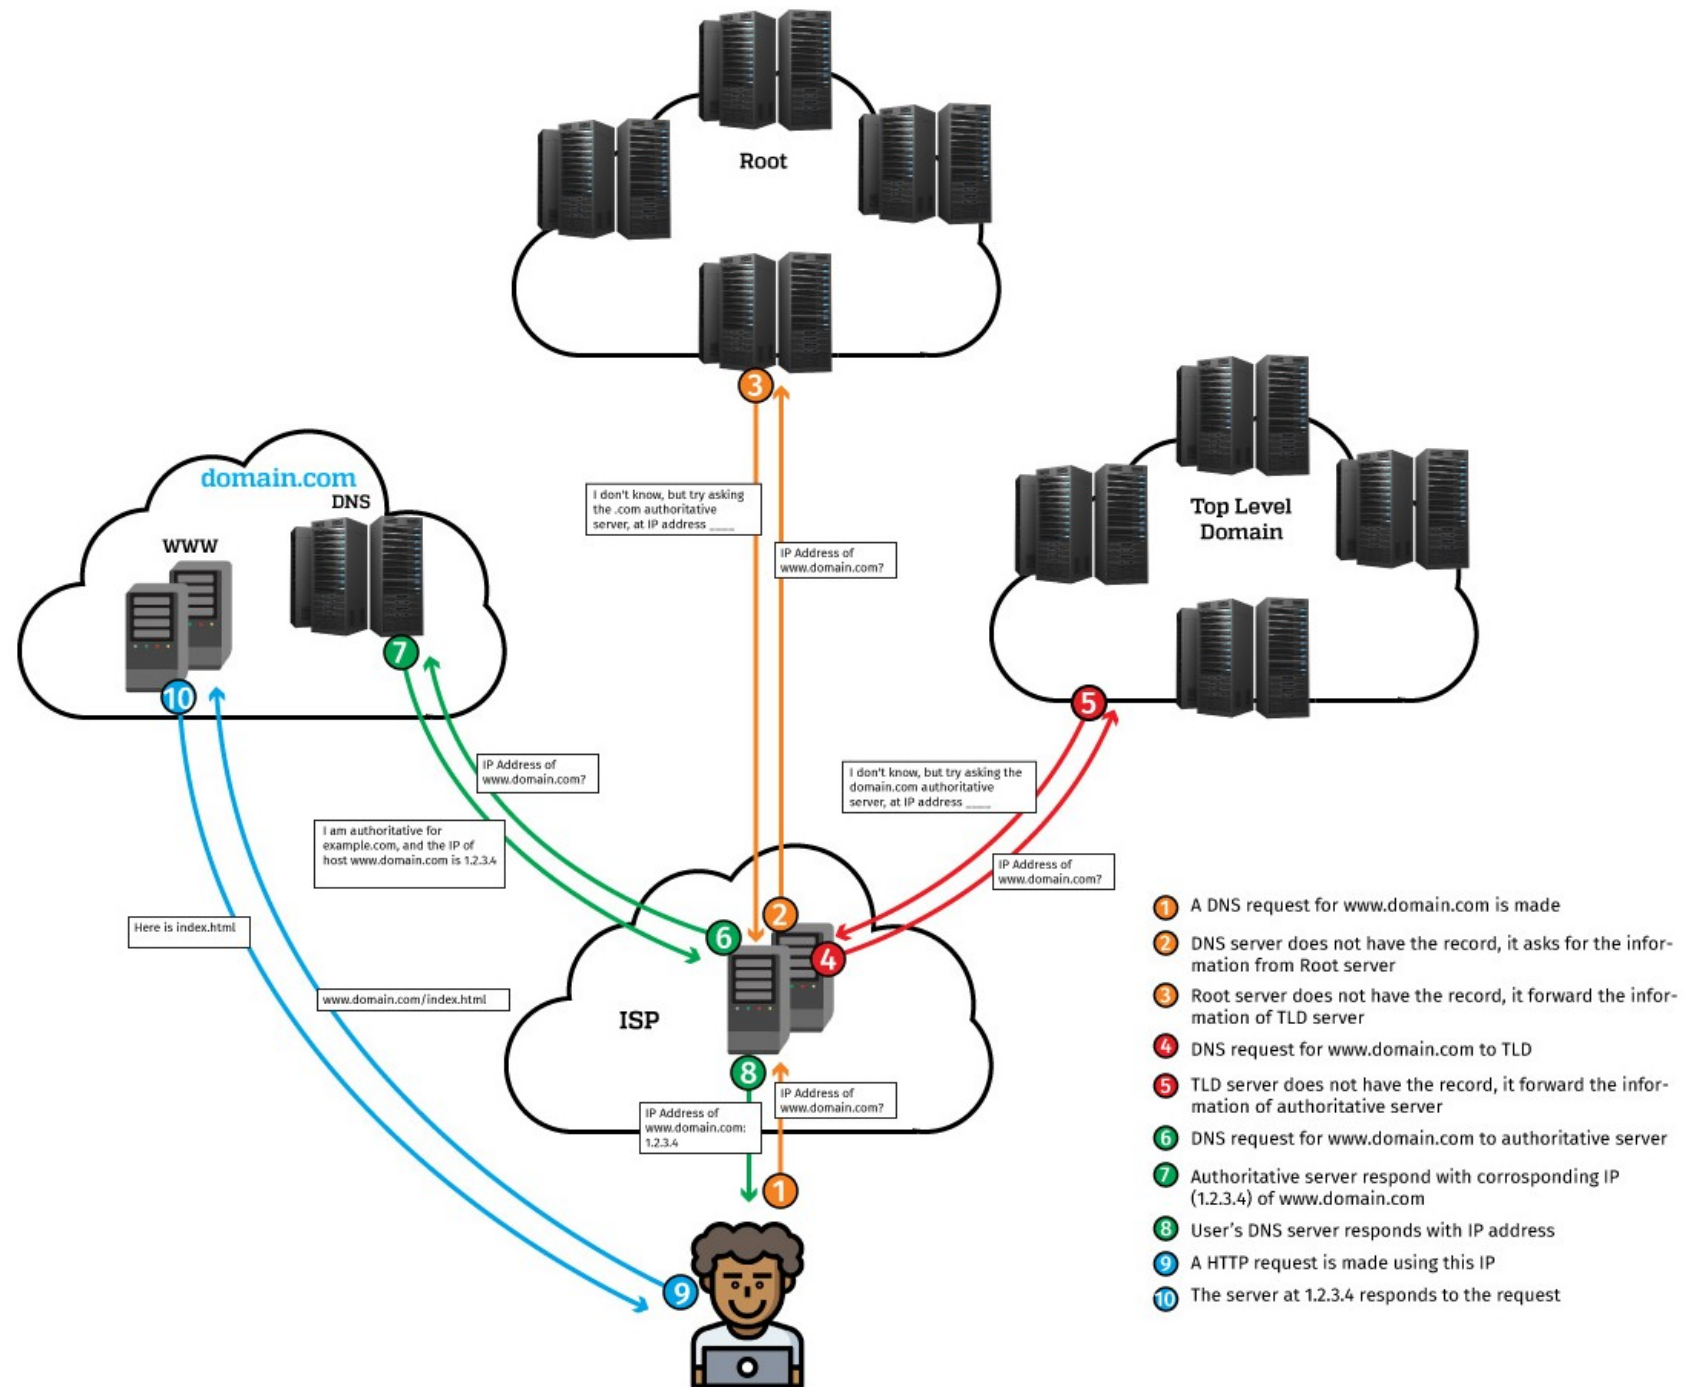 Root
3
I don't know, but try asking
the .com authoritative
server, at IP address ____
IP Address of
www.domain.com?
domain.com
DNS
WWW
7
10
Top Level
Domain
5
IP Address of
www.domain.com?
I am authoritative for
example.com, and the IP of
host www.domain.com is 1.2.3.4
I don't know, but try asking the
domain.com authoritative
server, at IP address ____
IP Address of
www.domain.com?
Here is index.html
www.domain.com/index.html
2
6
4
ISP
8
IP Address of
www.domain.com?
IP Address of
www.domain.com:
1.2.3.4
1
9
1 A DNS request for www.domain.com is made
2 DNS server does not have the record, it asks for the infor-
mation from Root server
3 Root server does not have the record, it forward the infor-
mation of TLD server
4 DNS request for www.domain.com to TLD
5 TLD server does not have the record, it forward the infor-
mation of authoritative server
6 DNS request for www.domain.com to authoritative server
7 Authoritative server respond with corrosponding IP
(1.2.3.4) of www.domain.com
8 User's DNS server responds with IP address
9 A HTTP request is made using this IP
10 The server at 1.2.3.4 responds to the request